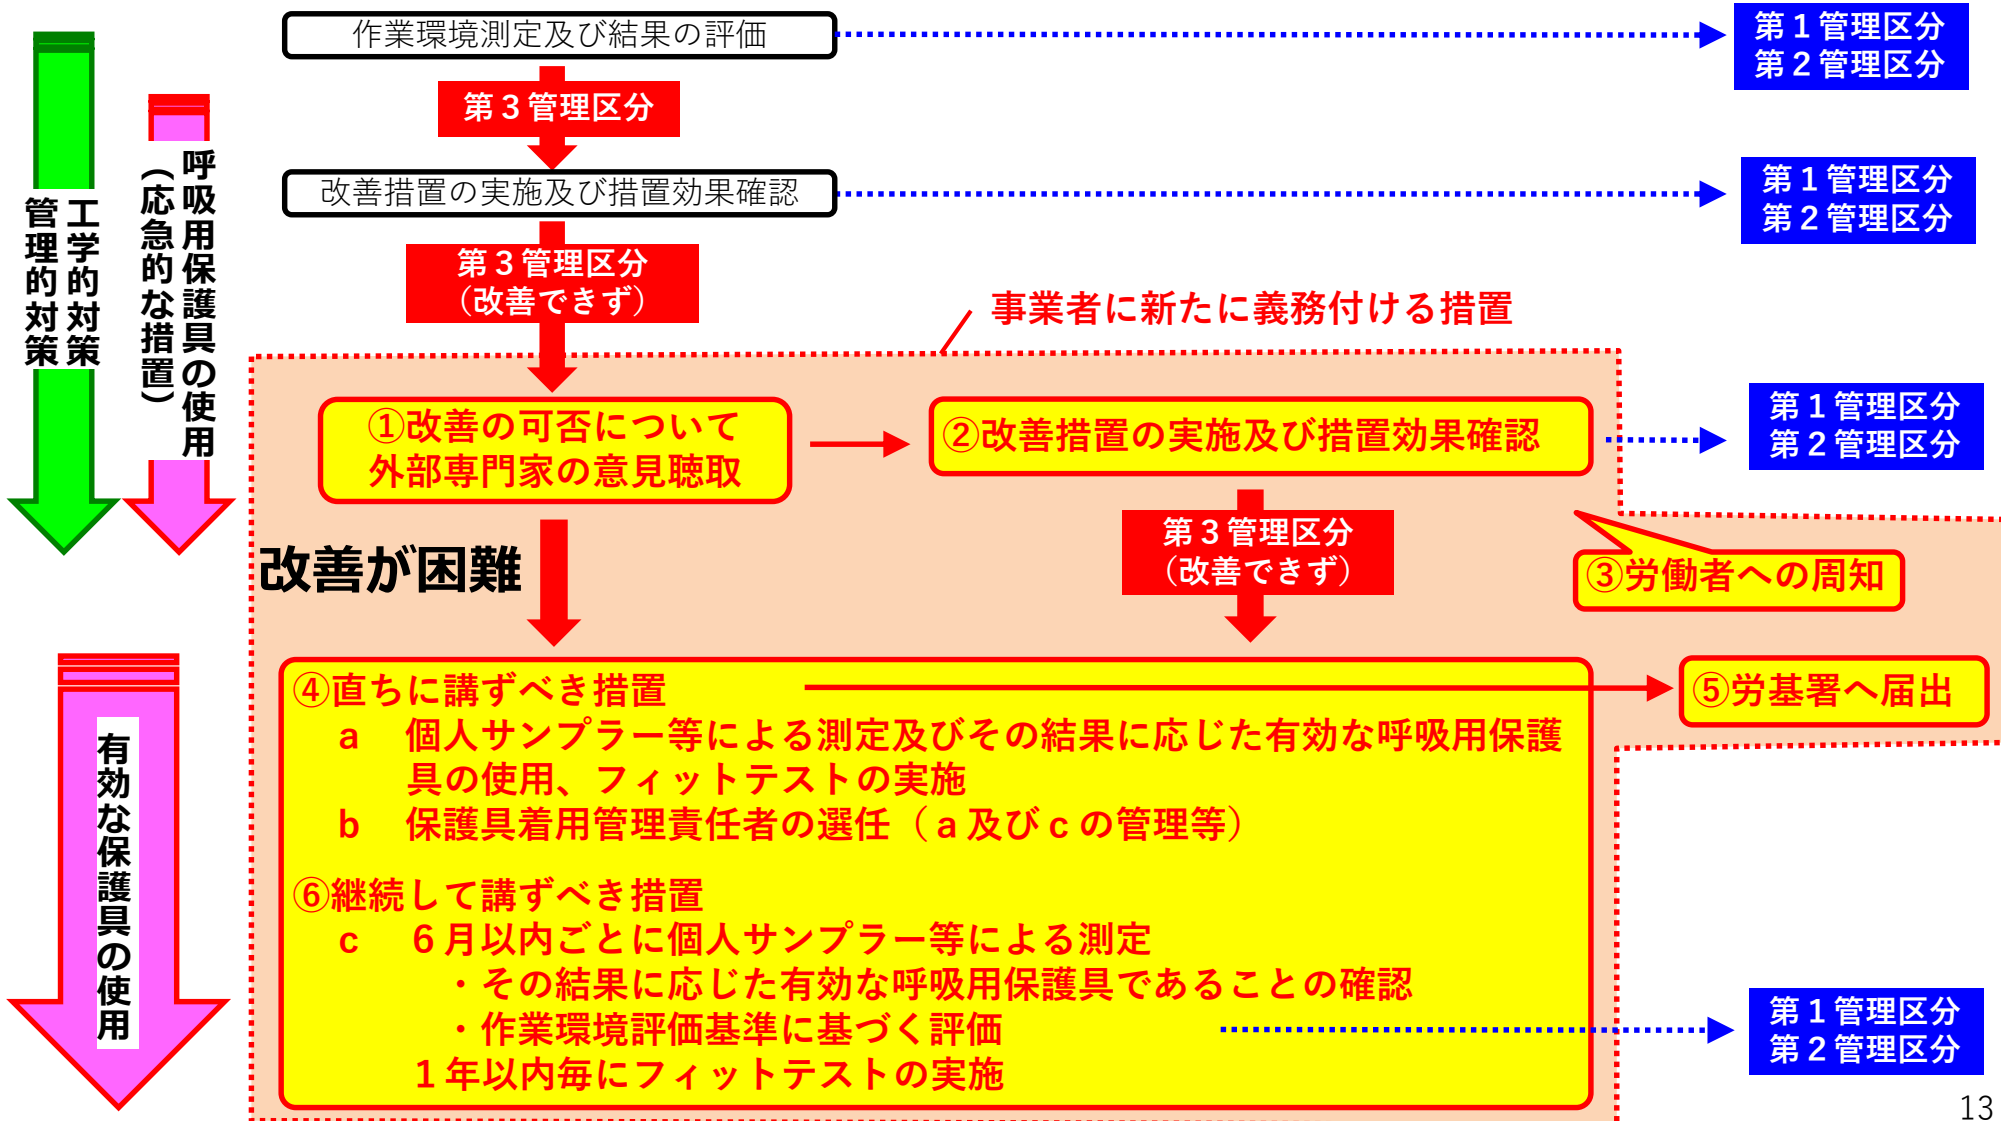 作業環境測定及び結果の評価
第１管理区分
第２管理区分
第３管理区分
改善措置の実施及び措置効果確認
第１管理区分
第２管理区分
第３管理区分
（改善できず）
工学的対策
管理的対策
呼吸用保護具の使用
（応急的な措置）
事業者に新たに義務付ける措置
①改善の可否について
外部専門家の意見聴取
②改善措置の実施及び措置効果確認
第１管理区分
第２管理区分
改善が困難
第３管理区分
（改善できず）
③労働者への周知
④直ちに講ずべき措置
a　個人サンプラー等による測定及びその結果に応じた有効な呼吸用保護
具の使用、フィットテストの実施
b　保護具着用管理責任者の選任（a及びcの管理等）
⑤労基署へ届出
⑥継続して講ずべき措置
c　６月以内ごとに個人サンプラー等による測定
・その結果に応じた有効な呼吸用保護具であることの確認
・作業環境評価基準に基づく評価
１年以内毎にフィットテストの実施
第１管理区分
第２管理区分
有効な保護具の使用
13